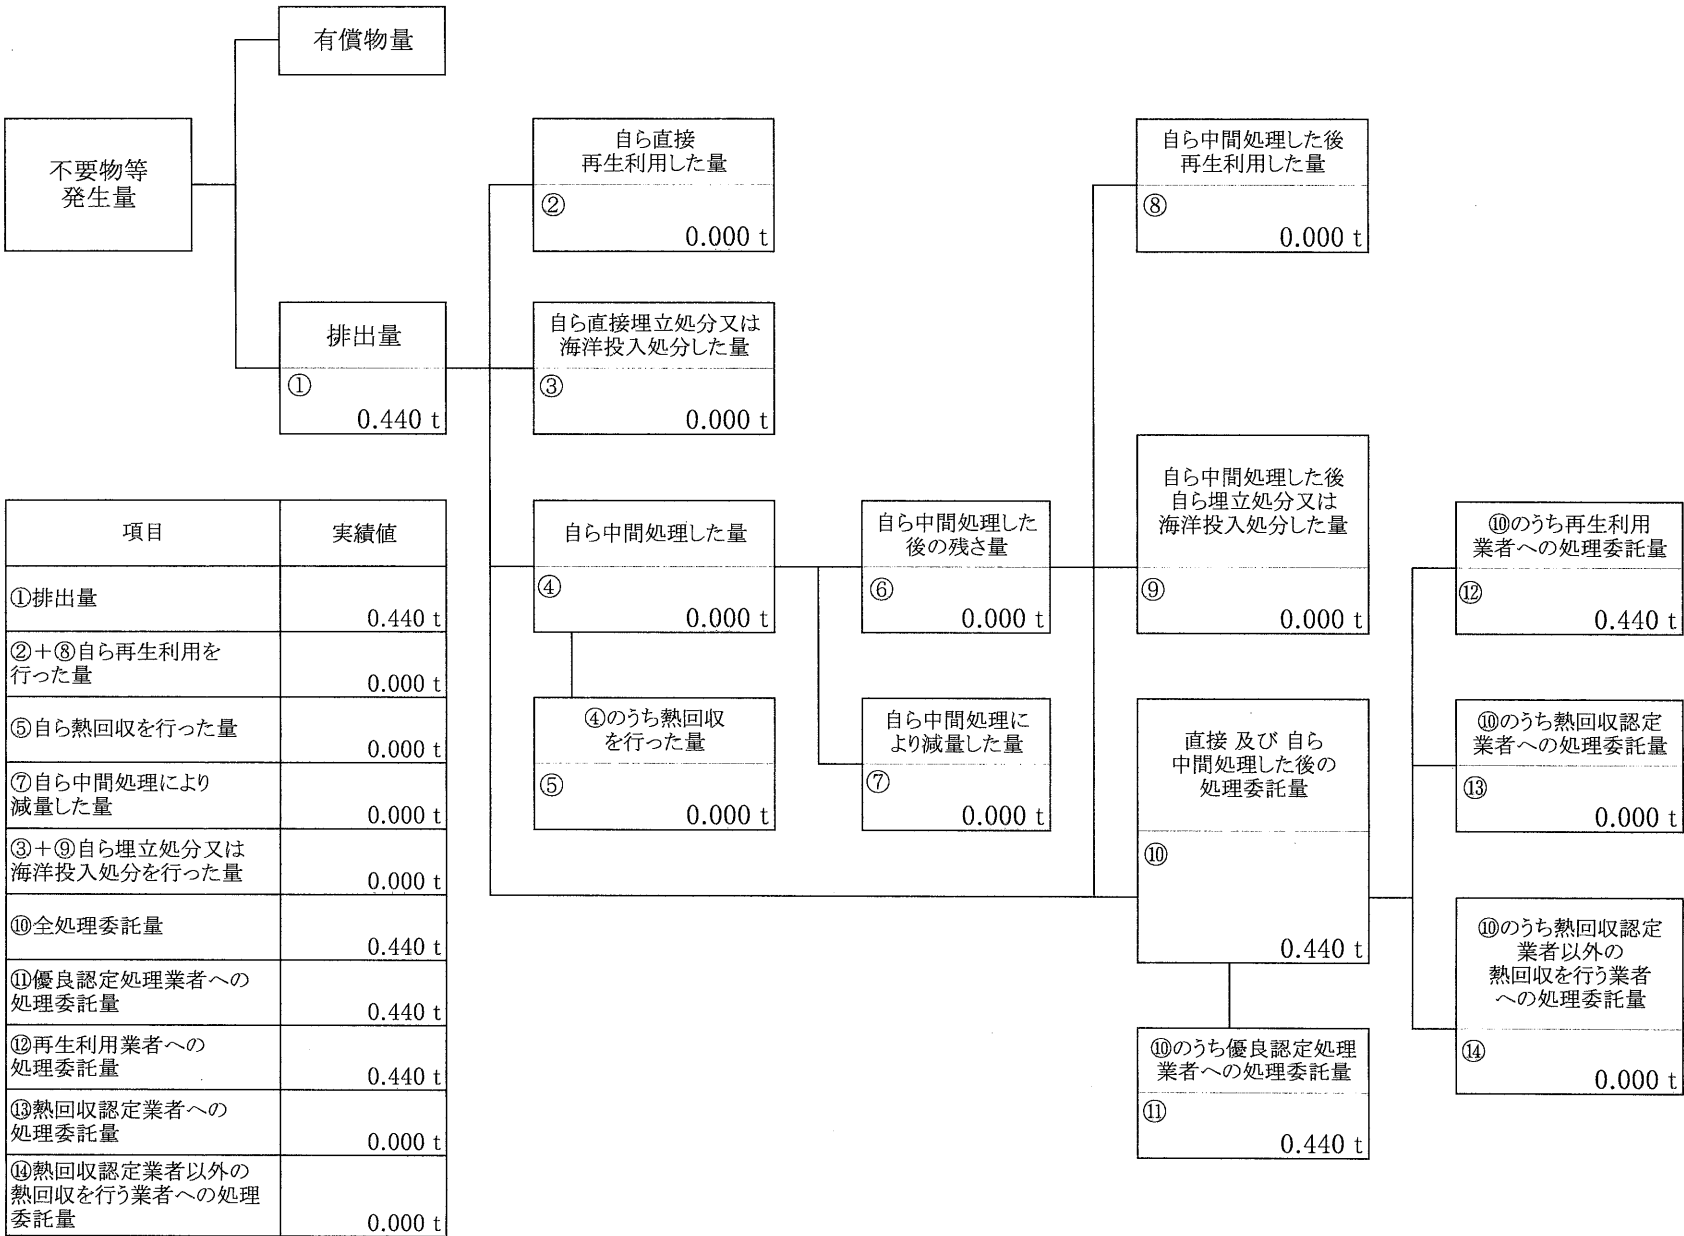 有償物量
不要物等
発生量
排出量
①
0.440 t
自ら直接
再生利用した量
②
0.000 t
自ら直接埋立処分又は
海洋投入処分した量
③
0.000 t
自ら中間処理した量
④
0.000 t
④のうち熱回収
を行った量
⑤
0.000 t
自ら中間処理した
後の残さ量
⑥
0.000 t
自ら中間処理に
より減量した量
⑦
0.000 t
自ら中間処理した後
再生利用した量
⑧
0.000 t
自ら中間処理した後
自ら埋立処分又は
海洋投入処分した量
⑨
0.000 t
直接 及び 自ら
中間処理した後の
処理委託量
⑩
0.440 t
⑩のうち優良認定処理
業者への処理委託量
⑪
0.440 t
⑩のうち再生利用
業者への処理委託量
⑫
0.440 t
⑩のうち熱回収認定
業者への処理委託量
⑬
0.000 t
⑩のうち熱回収認定
業者以外の
熱回収を行う業者
への処理委託量
⑭
0.000 t
項目 実績値
①排出量
0.440 t
②＋⑧自ら再生利用を
行った量
0.000 t
⑤自ら熱回収を行った量
0.000 t
⑦自ら中間処理により
減量した量
0.000 t
③＋⑨自ら埋立処分又は
海洋投入処分を行った量
0.000 t
⑩全処理委託量
0.440 t
⑪優良認定処理業者への
処理委託量
0.440 t
⑫再生利用業者への
処理委託量
0.440 t
⑬熱回収認定業者への
処理委託量
0.000 t
⑭熱回収認定業者以外の
熱回収を行う業者への処理
委託量
0.000 t